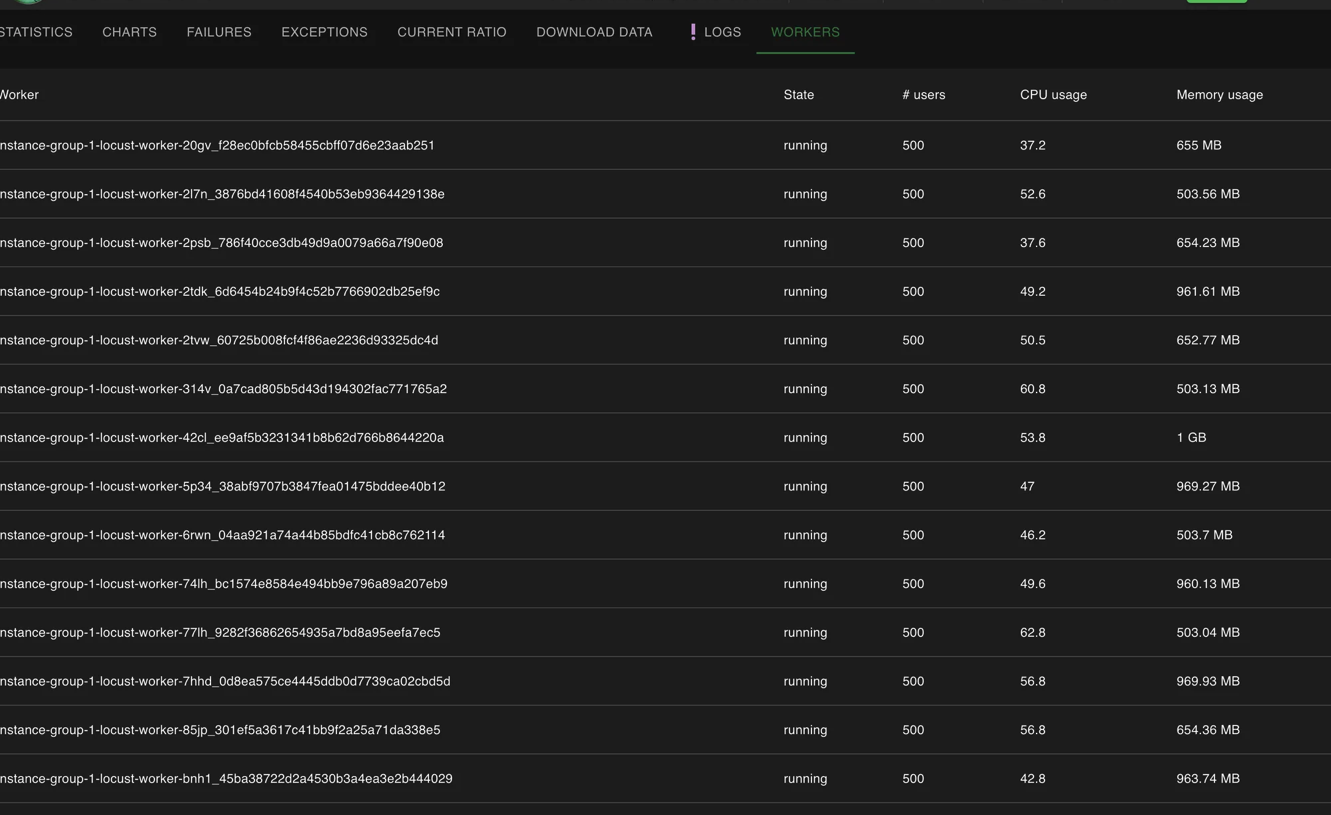 STATISTICS CHARTS FAILURES EXCEPTIONS CURRENT RATIO DOWNLOAD DATA LOGS WORKERS
Worker State # users CPU usage Memory usage
nstance-group-1-locust-worker-20gv_f28ec0bfcb58455cbff07d6e23aab251 running 500 37.2 655 MB
nstance-group-1-locust-worker-2l7n_3876bd41608f4540b53eb9364429138e running 500 52.6 503.56 MB
nstance-group-1-locust-worker-2psb_786f40cce3db49d9a0079a66a7f90e08 running 500 37.6 654.23 MB
nstance-group-1-locust-worker-2tdk_6d6454b24b9f4c52b7766902db25ef9c running 500 49.2 961.61 MB
nstance-group-1-locust-worker-2tvw_60725b008fcf4f86ae2236d93325dc4d running 500 50.5 652.77 MB
nstance-group-1-locust-worker-314v_0a7cad805b5d43d194302fac771765a2 running 500 60.8 503.13 MB
nstance-group-1-locust-worker-42cl_ee9af5b3231341b8b62d766b8644220a running 500 53.8 1 GB
nstance-group-1-locust-worker-5p34_38abf9707b3847fea01475bddee40b12 running 500 47 969.27 MB
nstance-group-1-locust-worker-6rwn_04aa921a74a44b85bdfc41cb8c762114 running 500 46.2 503.7 MB
nstance-group-1-locust-worker-74lh_bc1574e8584e494bb9e796a89a207eb9 running 500 49.6 960.13 MB
nstance-group-1-locust-worker-77lh_9282f36862654935a7bd8a95eefa7ec5 running 500 62.8 503.04 MB
nstance-group-1-locust-worker-7hhd_0d8ea575ce4445ddb0d7739ca02cbd5d running 500 56.8 969.93 MB
nstance-group-1-locust-worker-85jp_301ef5a3617c41bb9f2a25a71da338e5 running 500 56.8 654.36 MB
nstance-group-1-locust-worker-bnh1_45ba38722d2a4530b3a4ea3e2b444029 running 500 42.8 963.74 MB